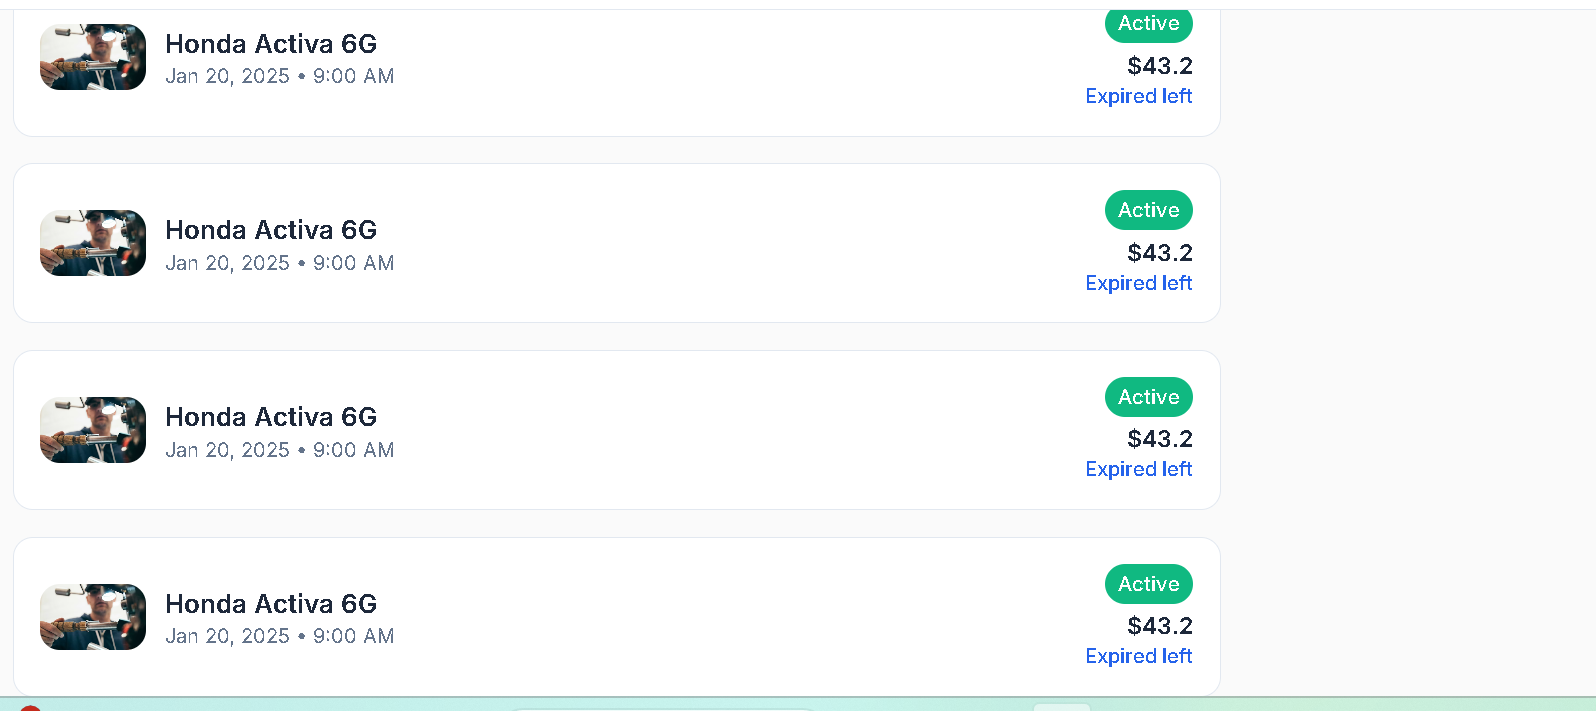 Honda Activa 6G
Jan 20, 2025 • 9:00 AM
Active
$43.2
Expired left
Honda Activa 6G
Jan 20, 2025 • 9:00 AM
Active
$43.2
Expired left
Honda Activa 6G
Jan 20, 2025 • 9:00 AM
Active
$43.2
Expired left
Honda Activa 6G
Jan 20, 2025 • 9:00 AM
Active
$43.2
Expired left